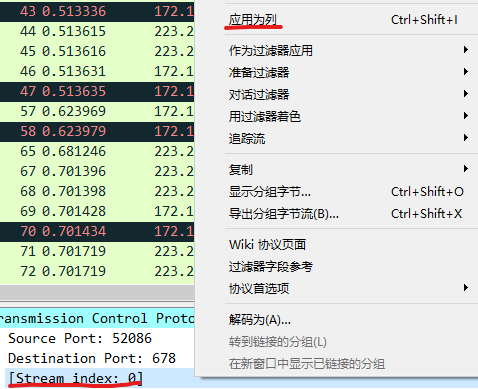 43 0.513336 172.1
44 0.513615 223.2
45 0.513616 223.2
46 0.513631 172.1
47 0.513635 172.1
57 0.623969 172.1
58 0.623979 172.1
65 0.681246 223.2
67 0.701396 223.2
68 0.701398 223.2
69 0.701428 172.1
70 0.701434 172.1
71 0.701719 223.2
72 0.701719 223.2
ransmission Control Proto
Source Port: 52086
Destination Port: 678
[Stream index: 0]
应用为列 Ctrl+Shift+I
作为过滤器应用
准备过滤器
对话过滤器
用过滤器着色
追踪流
复制
显示分组字节... Ctrl+Shift+O
导出分组字节流(B)... Ctrl+Shift+X
Wiki 协议页面
过滤器字段参考
协议首选项
解码为(A)...
转到链接的分组(L)
在新窗口中显示已链接的分组